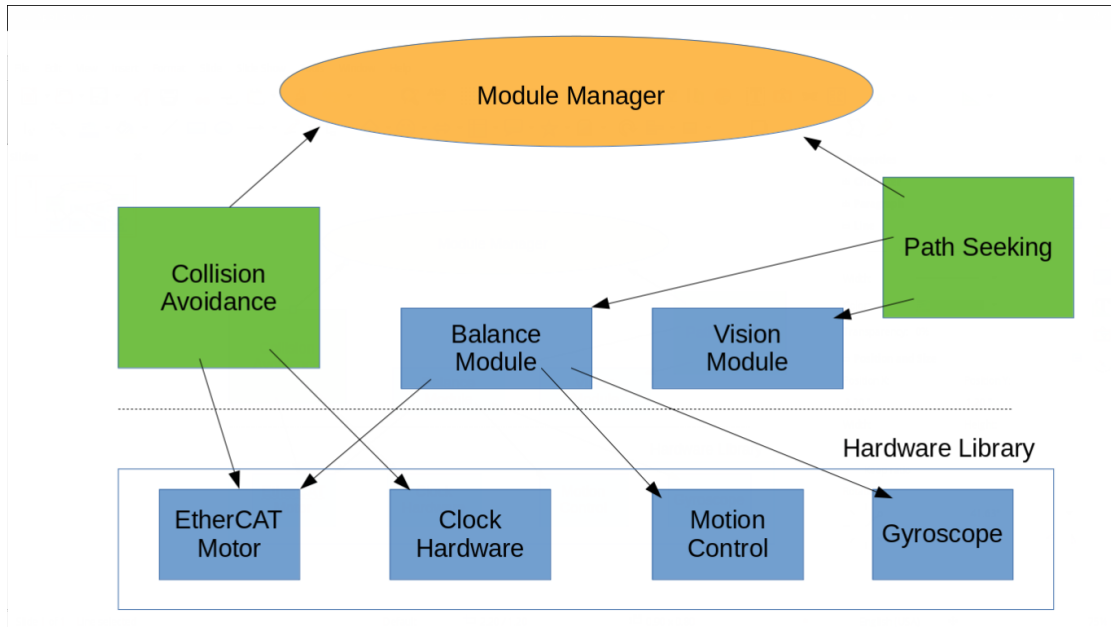 Module Manager
Collision
Avoidance
Path Seeking
Balance
Module
Vision
Module
Hardware Library
EtherCAT
Motor
Clock
Hardware
Motion
Control
Gyroscope